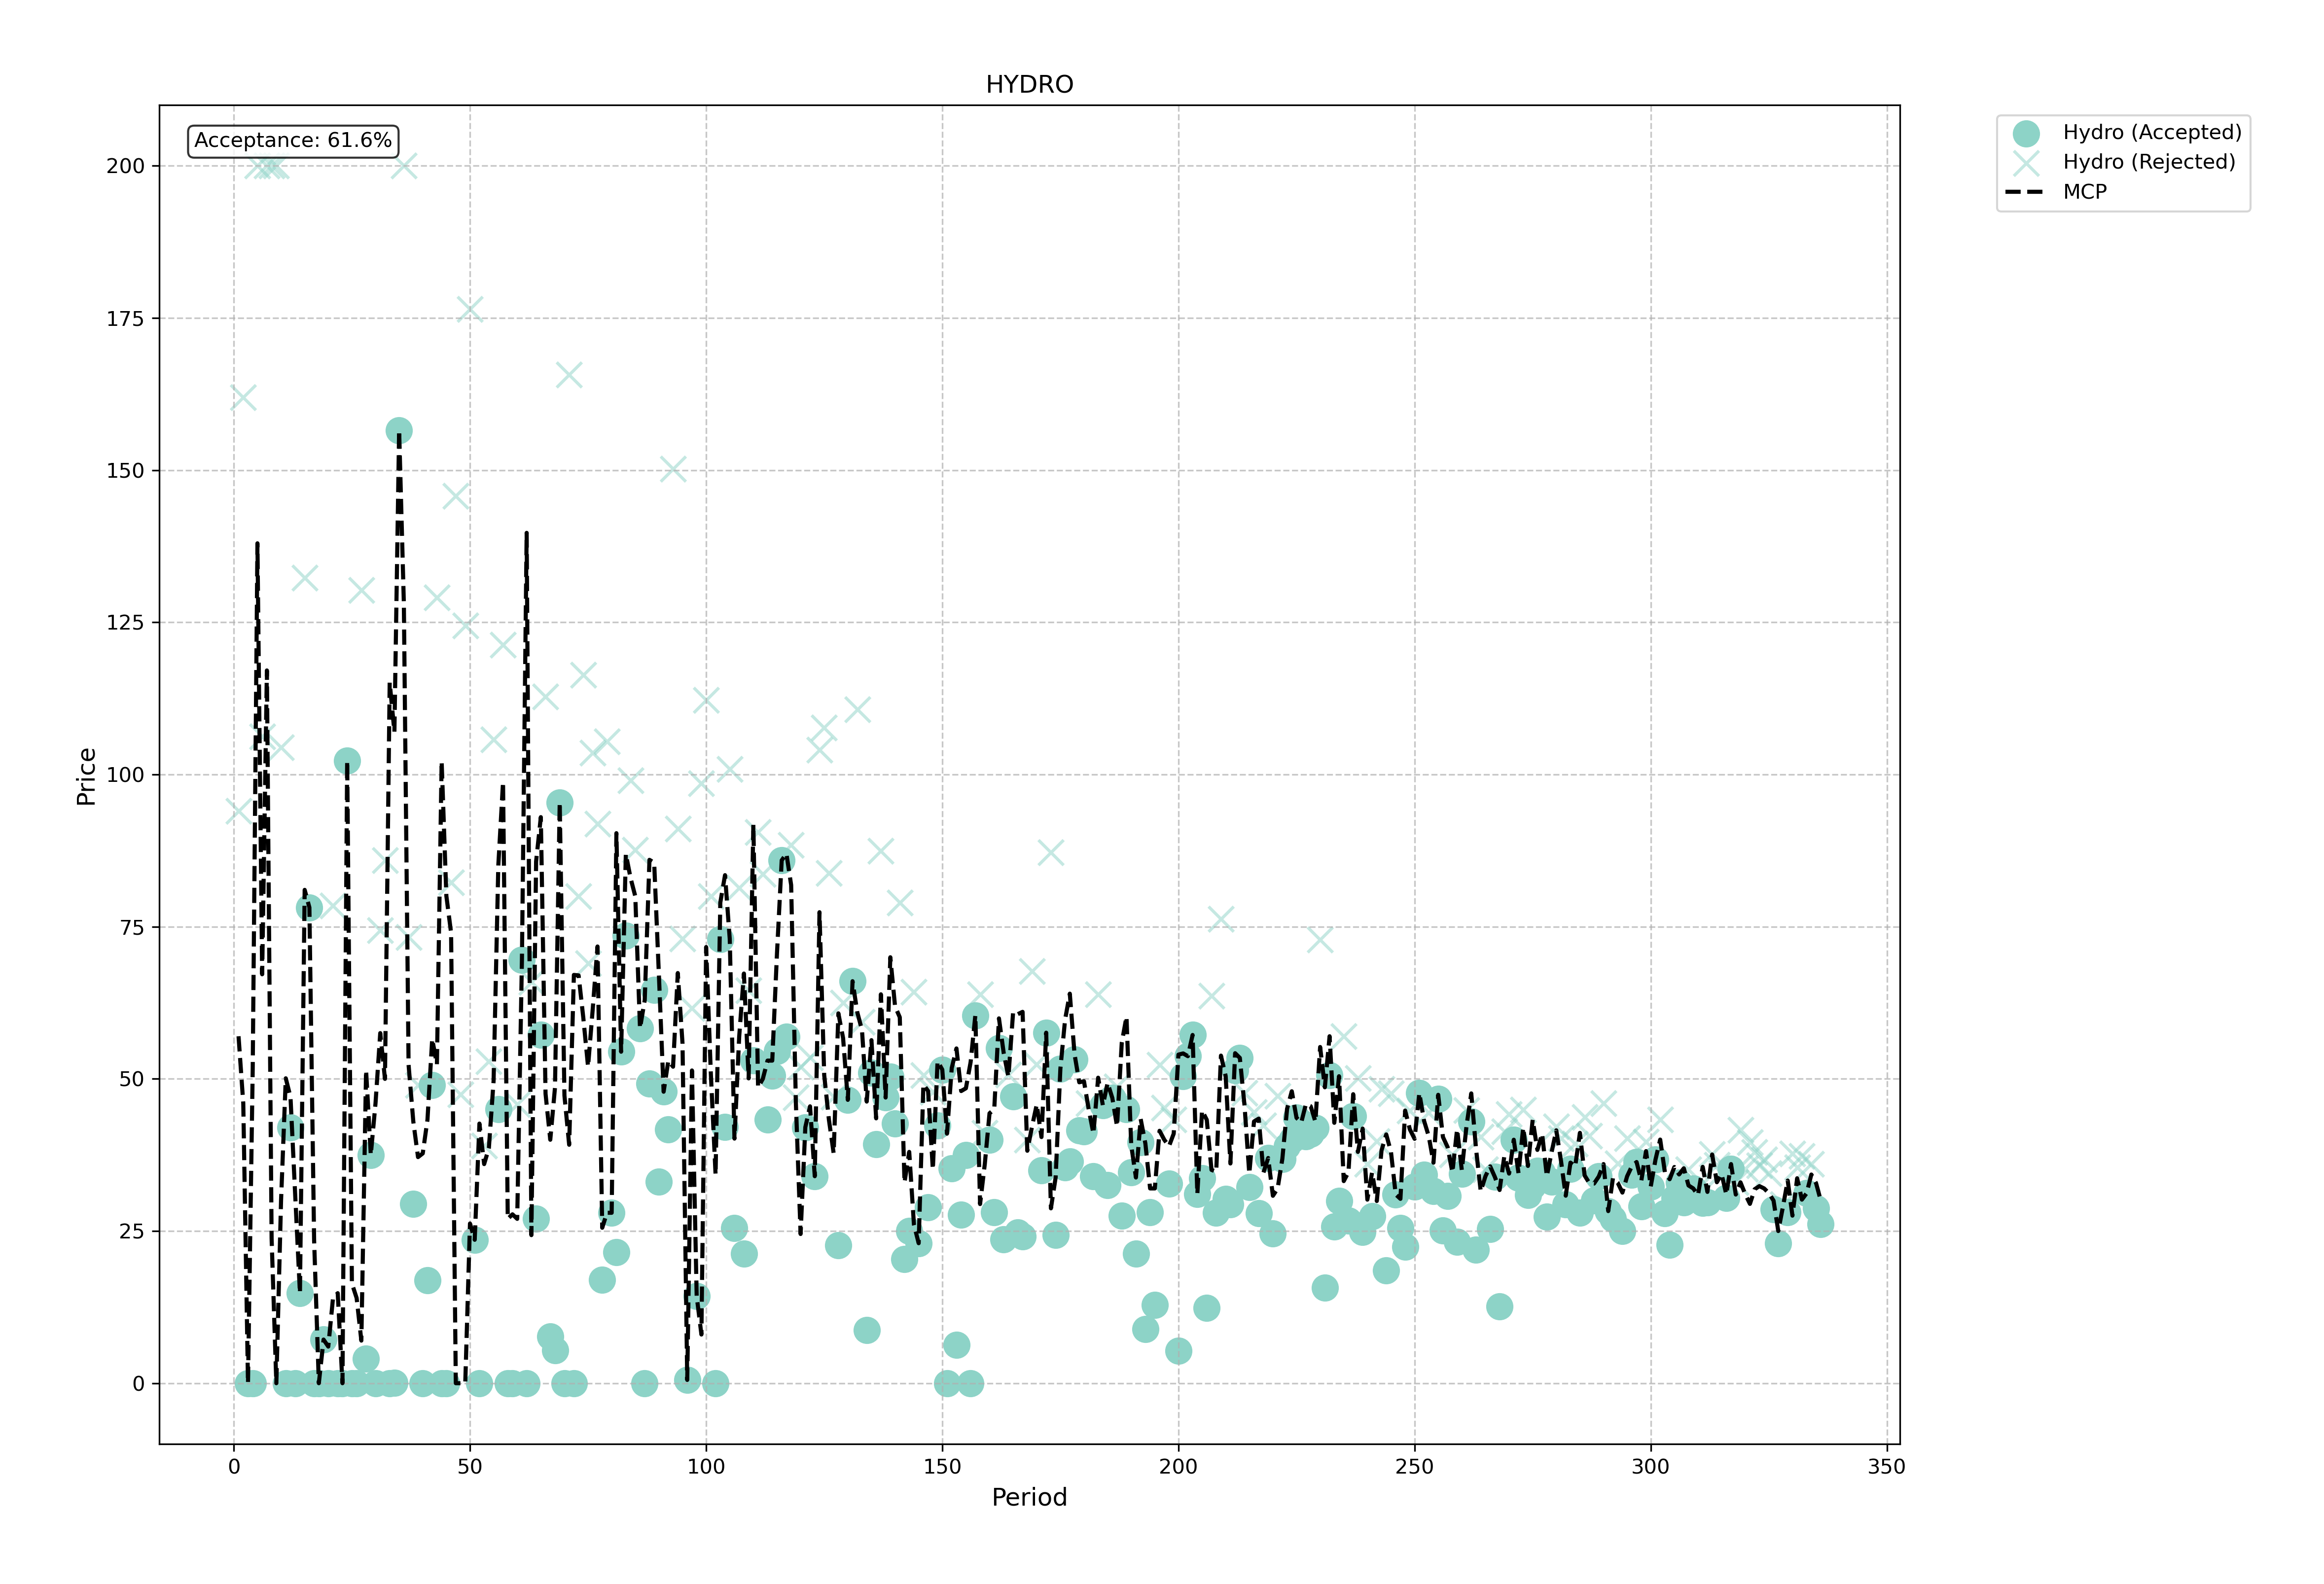 HYDRO
Acceptance: 61.6%
Hydro (Accepted)
Hydro (Rejected)
MCP
200
175
150
125
100
75
50
25
0
Price
0 50 100 150 200 250 300 350
Period